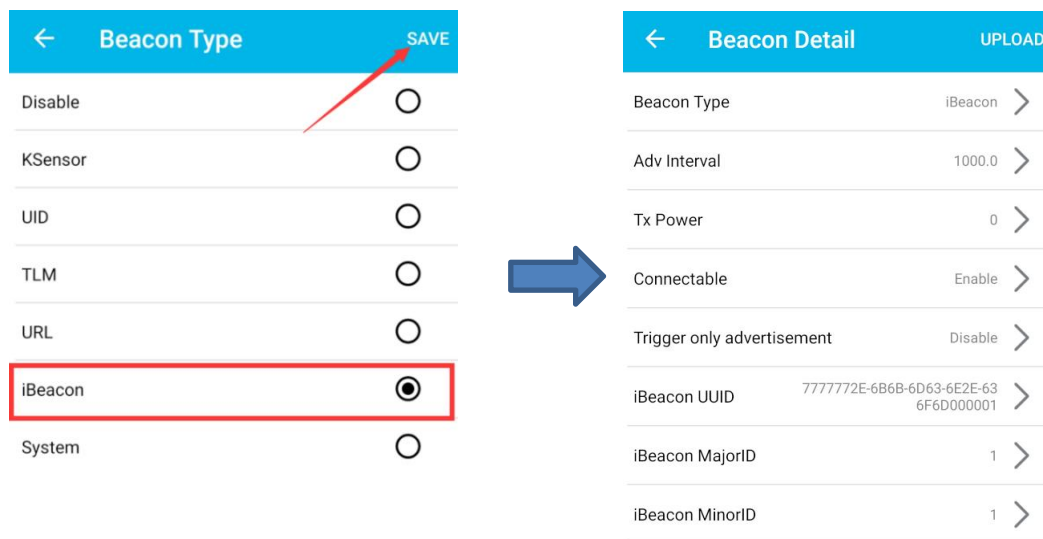 Beacon Type
SAVE
Disable
KSensor
UID
TLM
URL
iBeacon
System
Beacon Detail
UPLOAD
Beacon Type
iBeacon
Adv Interval
1000.0
Tx Power
0
Connectable
Enable
Trigger only advertisement
Disable
iBeacon UUID
7777772E-6B6B-6D63-6E2E-63
6F6D000001
iBeacon MajorID
1
iBeacon MinorID
1